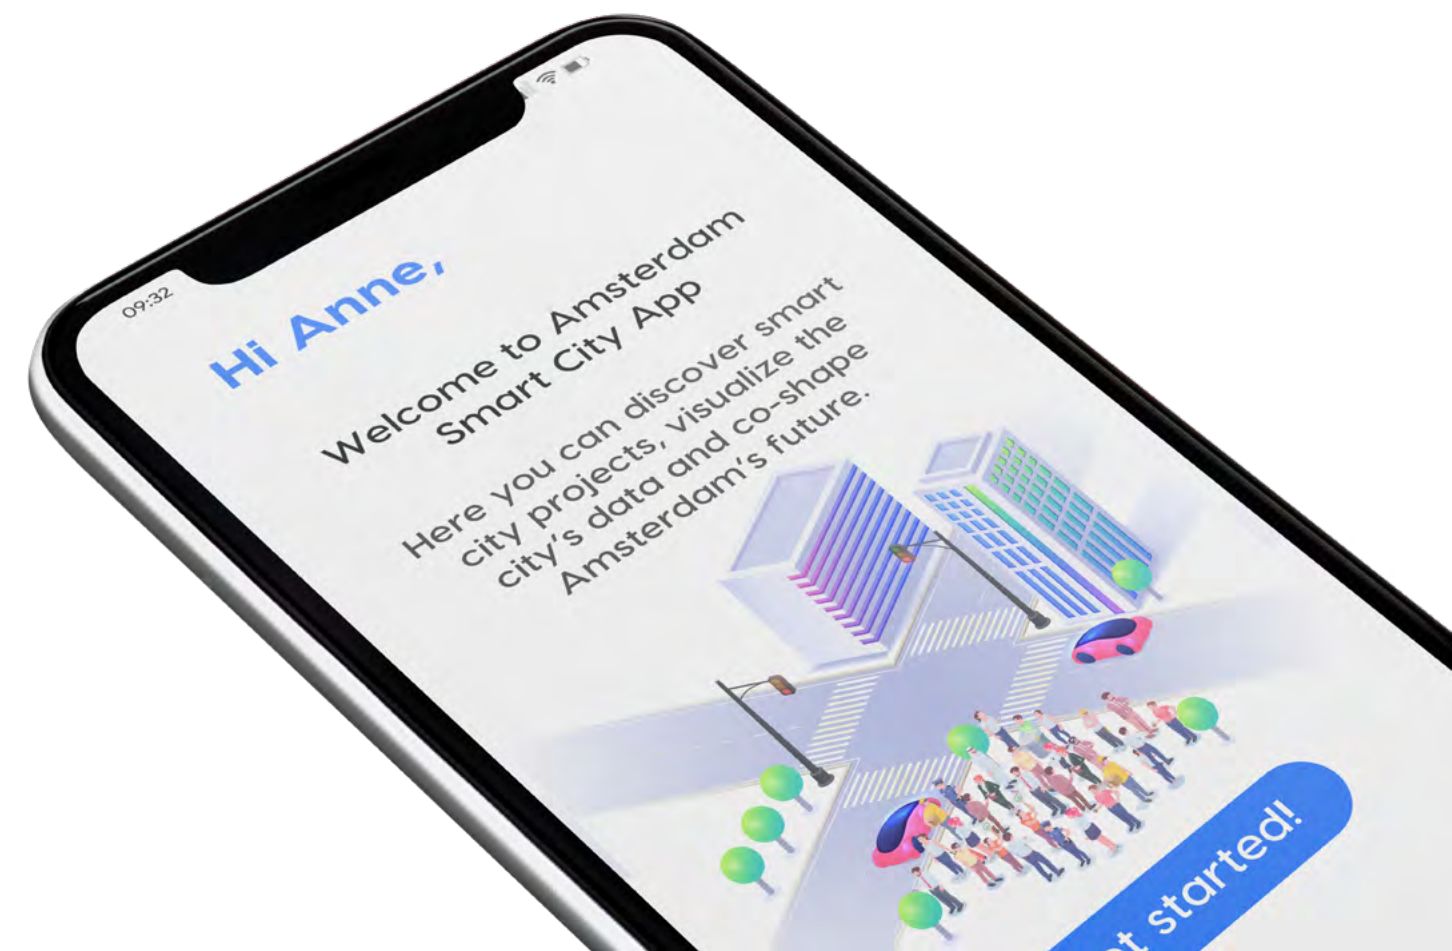 09:32
Hi Anne,
Welcome to Amsterdam
Smart City App
Here you can discover smart
city projects, visualize the
city's data and co-shape
Amsterdam's future.
t started!